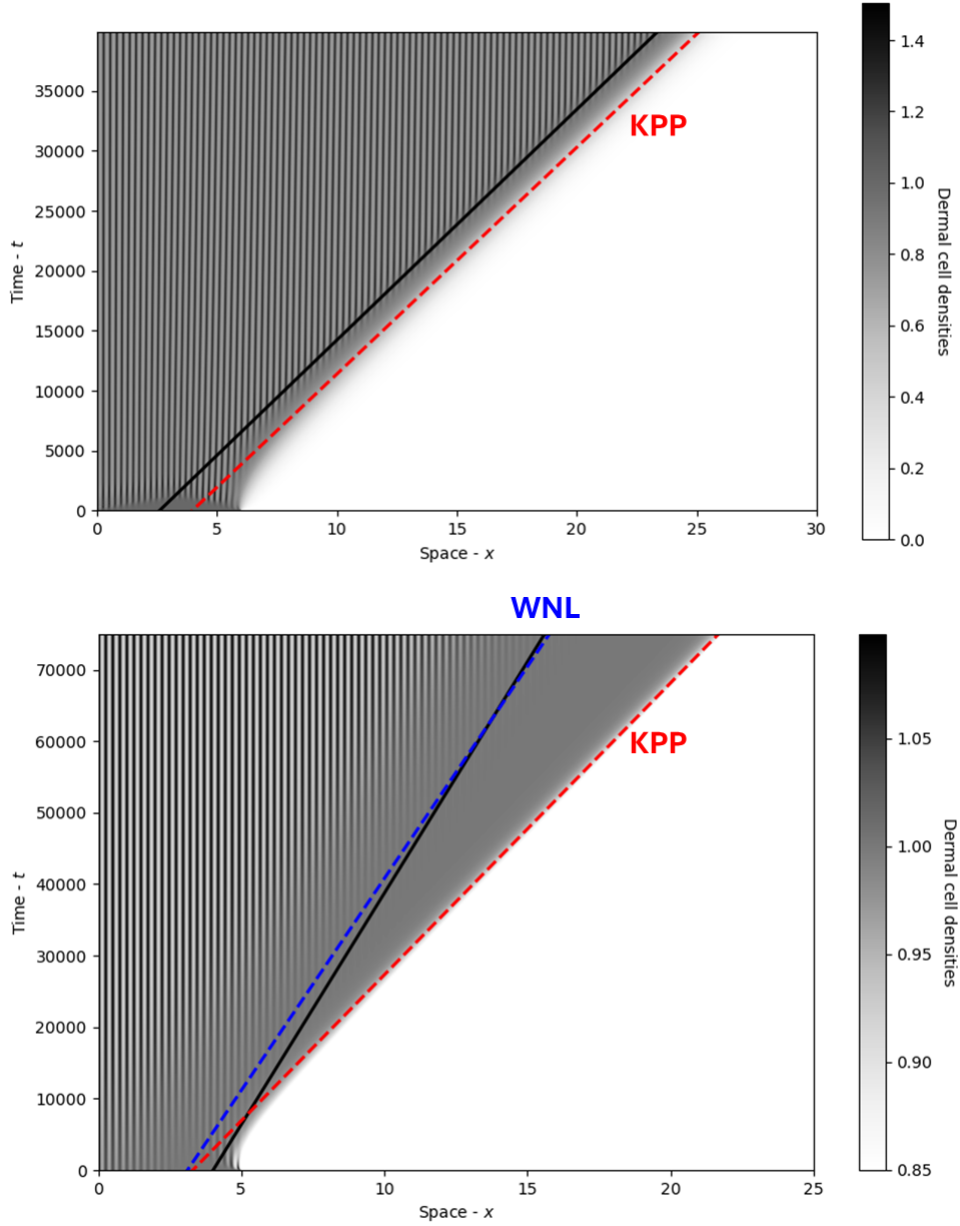 1.4
35000
1.2
KPP
30000
1.0
25000
Time - t
Dermal cell densities
20000
0.8
15000
0.6
10000
0.4
5000
0.2
0
0.0
0 5 10 15 20 25 30
Space - x
WNL
70000
1.05
KPP
60000
50000
1.00
Time - t
Dermal cell densities
40000
30000
0.95
20000
0.90
10000
0
0.85
0 5 10 15 20 25
Space - x